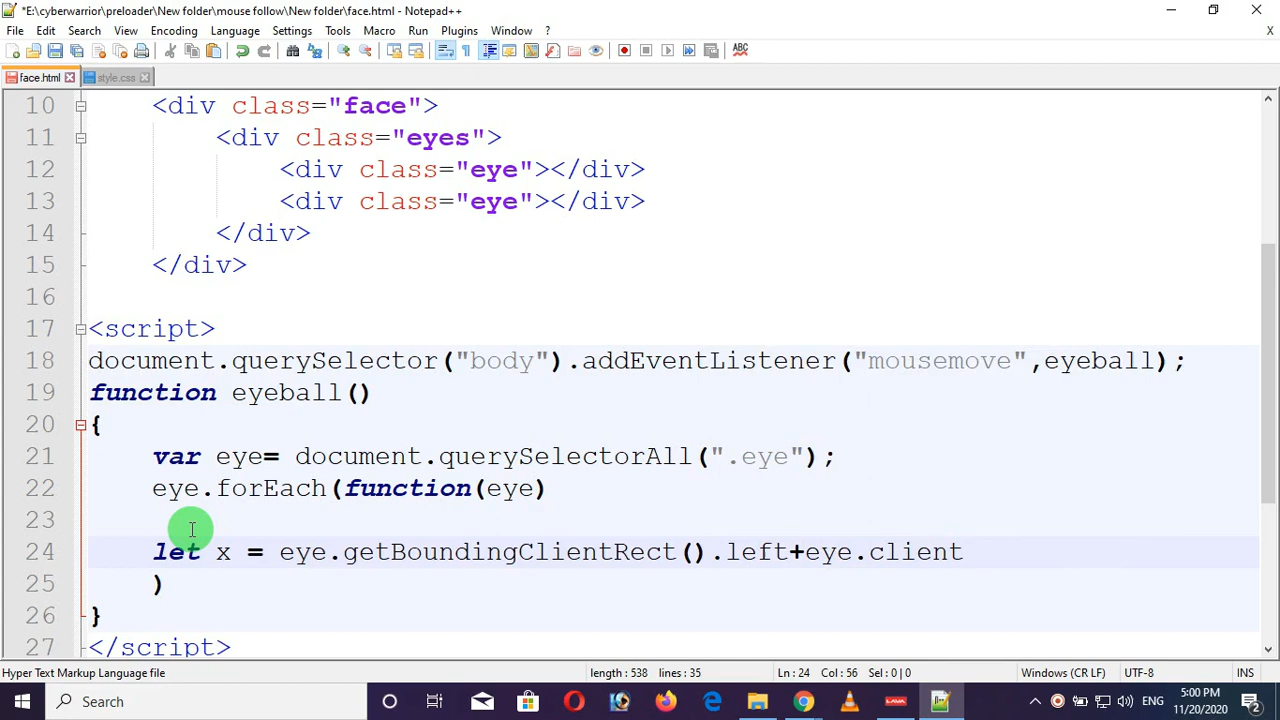 *E:\cyberwarrior\preloader\New folder\mouse follow\New folder\face.html - Notepad++
File Edit Search View Encoding Language Settings Tools Macro Run Plugins Window ? X
face.html style.css
10 <div class="face">
11 <div class="eyes">
12 <div class="eye"></div>
13 <div class="eye"></div>
14 </div>
15 </div>
16
17 <script>
18 document.querySelector("body").addEventListener("mousemove",eyeball);
19 function eyeball()
20 {
21 var eye= document.querySelectorAll(".eye");
22 eye.forEach(function(eye)
23
24 let x = eye.getBoundingClientRect().left+eye.client
25 )
26 }
27 </script>
Hyper Text Markup Language file length : 538 lines : 35 Ln : 24 Col : 56 Sel : 0 | 0 Windows (CR LF) UTF-8 INS
Search LAVA ENG 5:00 PM
11/20/2020 2